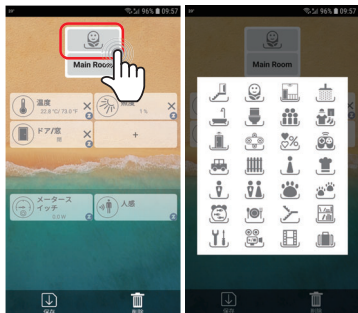 96% 09:57
Main Room
温度
22.8 °C/ 73.0 °F
照度
1 %
ドア/窓
閉
+
メータース
イッチ
0.0 W
人感
保存
削除
96% 09:57
Main Room
保存
削除